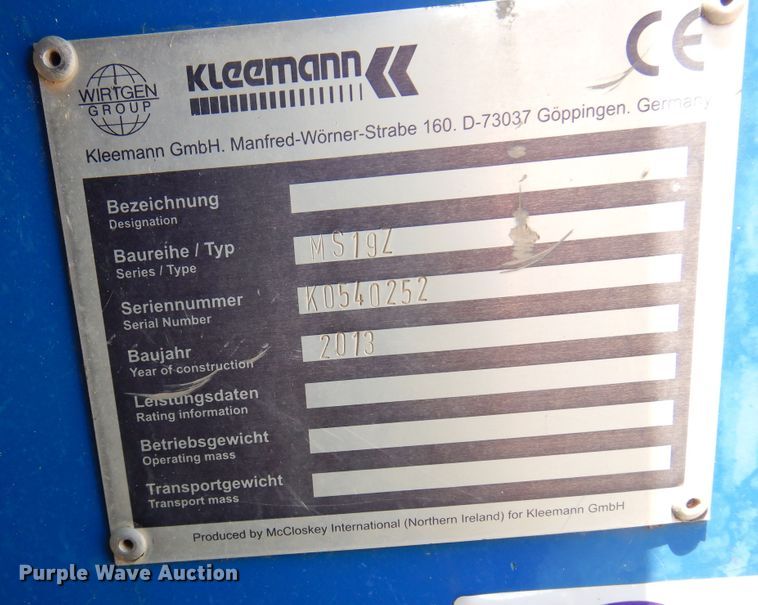 WIRTGEN
GROUP
Kleemann
CE
Kleemann GmbH. Manfred-Wörner-Strabe 160. D-73037 Göppingen. Germany
Bezeichnung
Designation
Baureihe / Typ
Series / Type
MS19Z
Seriennummer
Serial Number
K0540252
Baujahr
Year of construction
2013
Leistungsdaten
Rating information
Betriebsgewicht
Operating mass
Transportgewicht
Transport mass
Produced by McCloskey International (Northern Ireland) for Kleemann GmbH
Purple Wave Auction